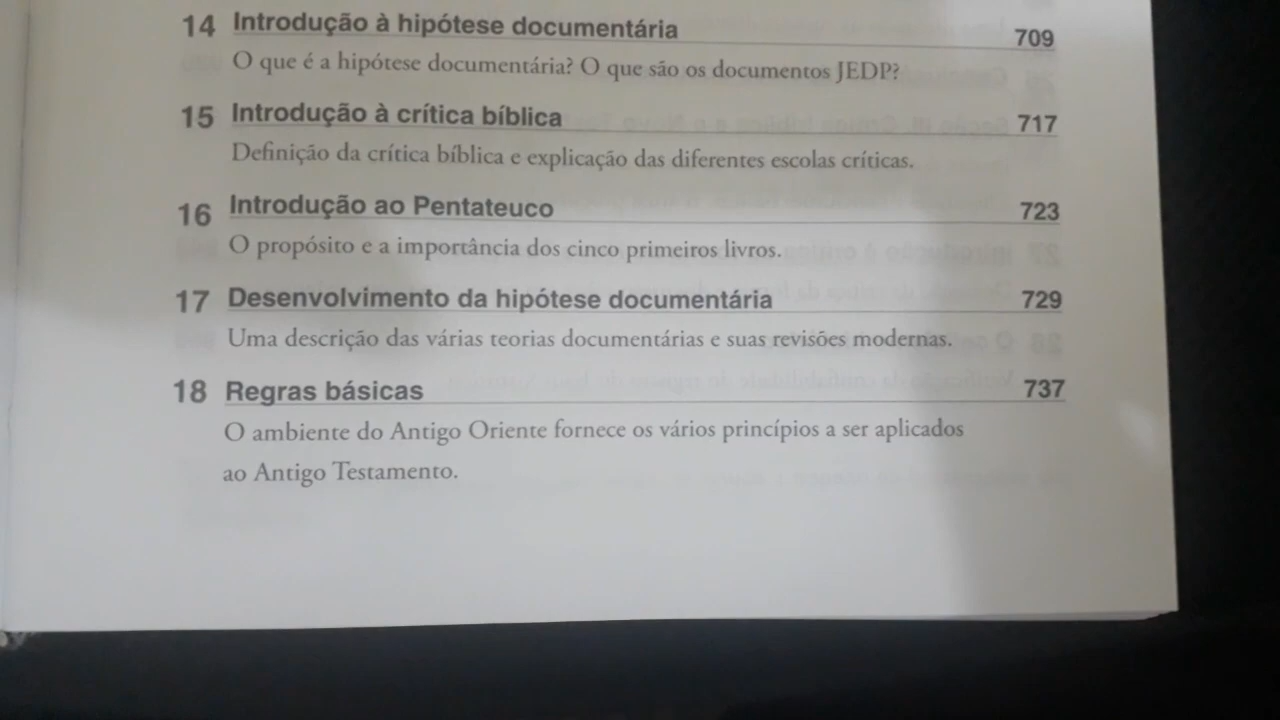 14 Introdução à hipótese documentária 709
O que é a hipótese documentária? O que são os documentos JEDP?
15 Introdução à crítica bíblica 717
Definição da crítica bíblica e explicação das diferentes escolas críticas.
16 Introdução ao Pentateuco 723
O propósito e a importância dos cinco primeiros livros.
17 Desenvolvimento da hipótese documentária 729
Uma descrição das várias teorias documentárias e suas revisões modernas.
18 Regras básicas 737
O ambiente do Antigo Oriente fornece os vários princípios a ser aplicados
ao Antigo Testamento.